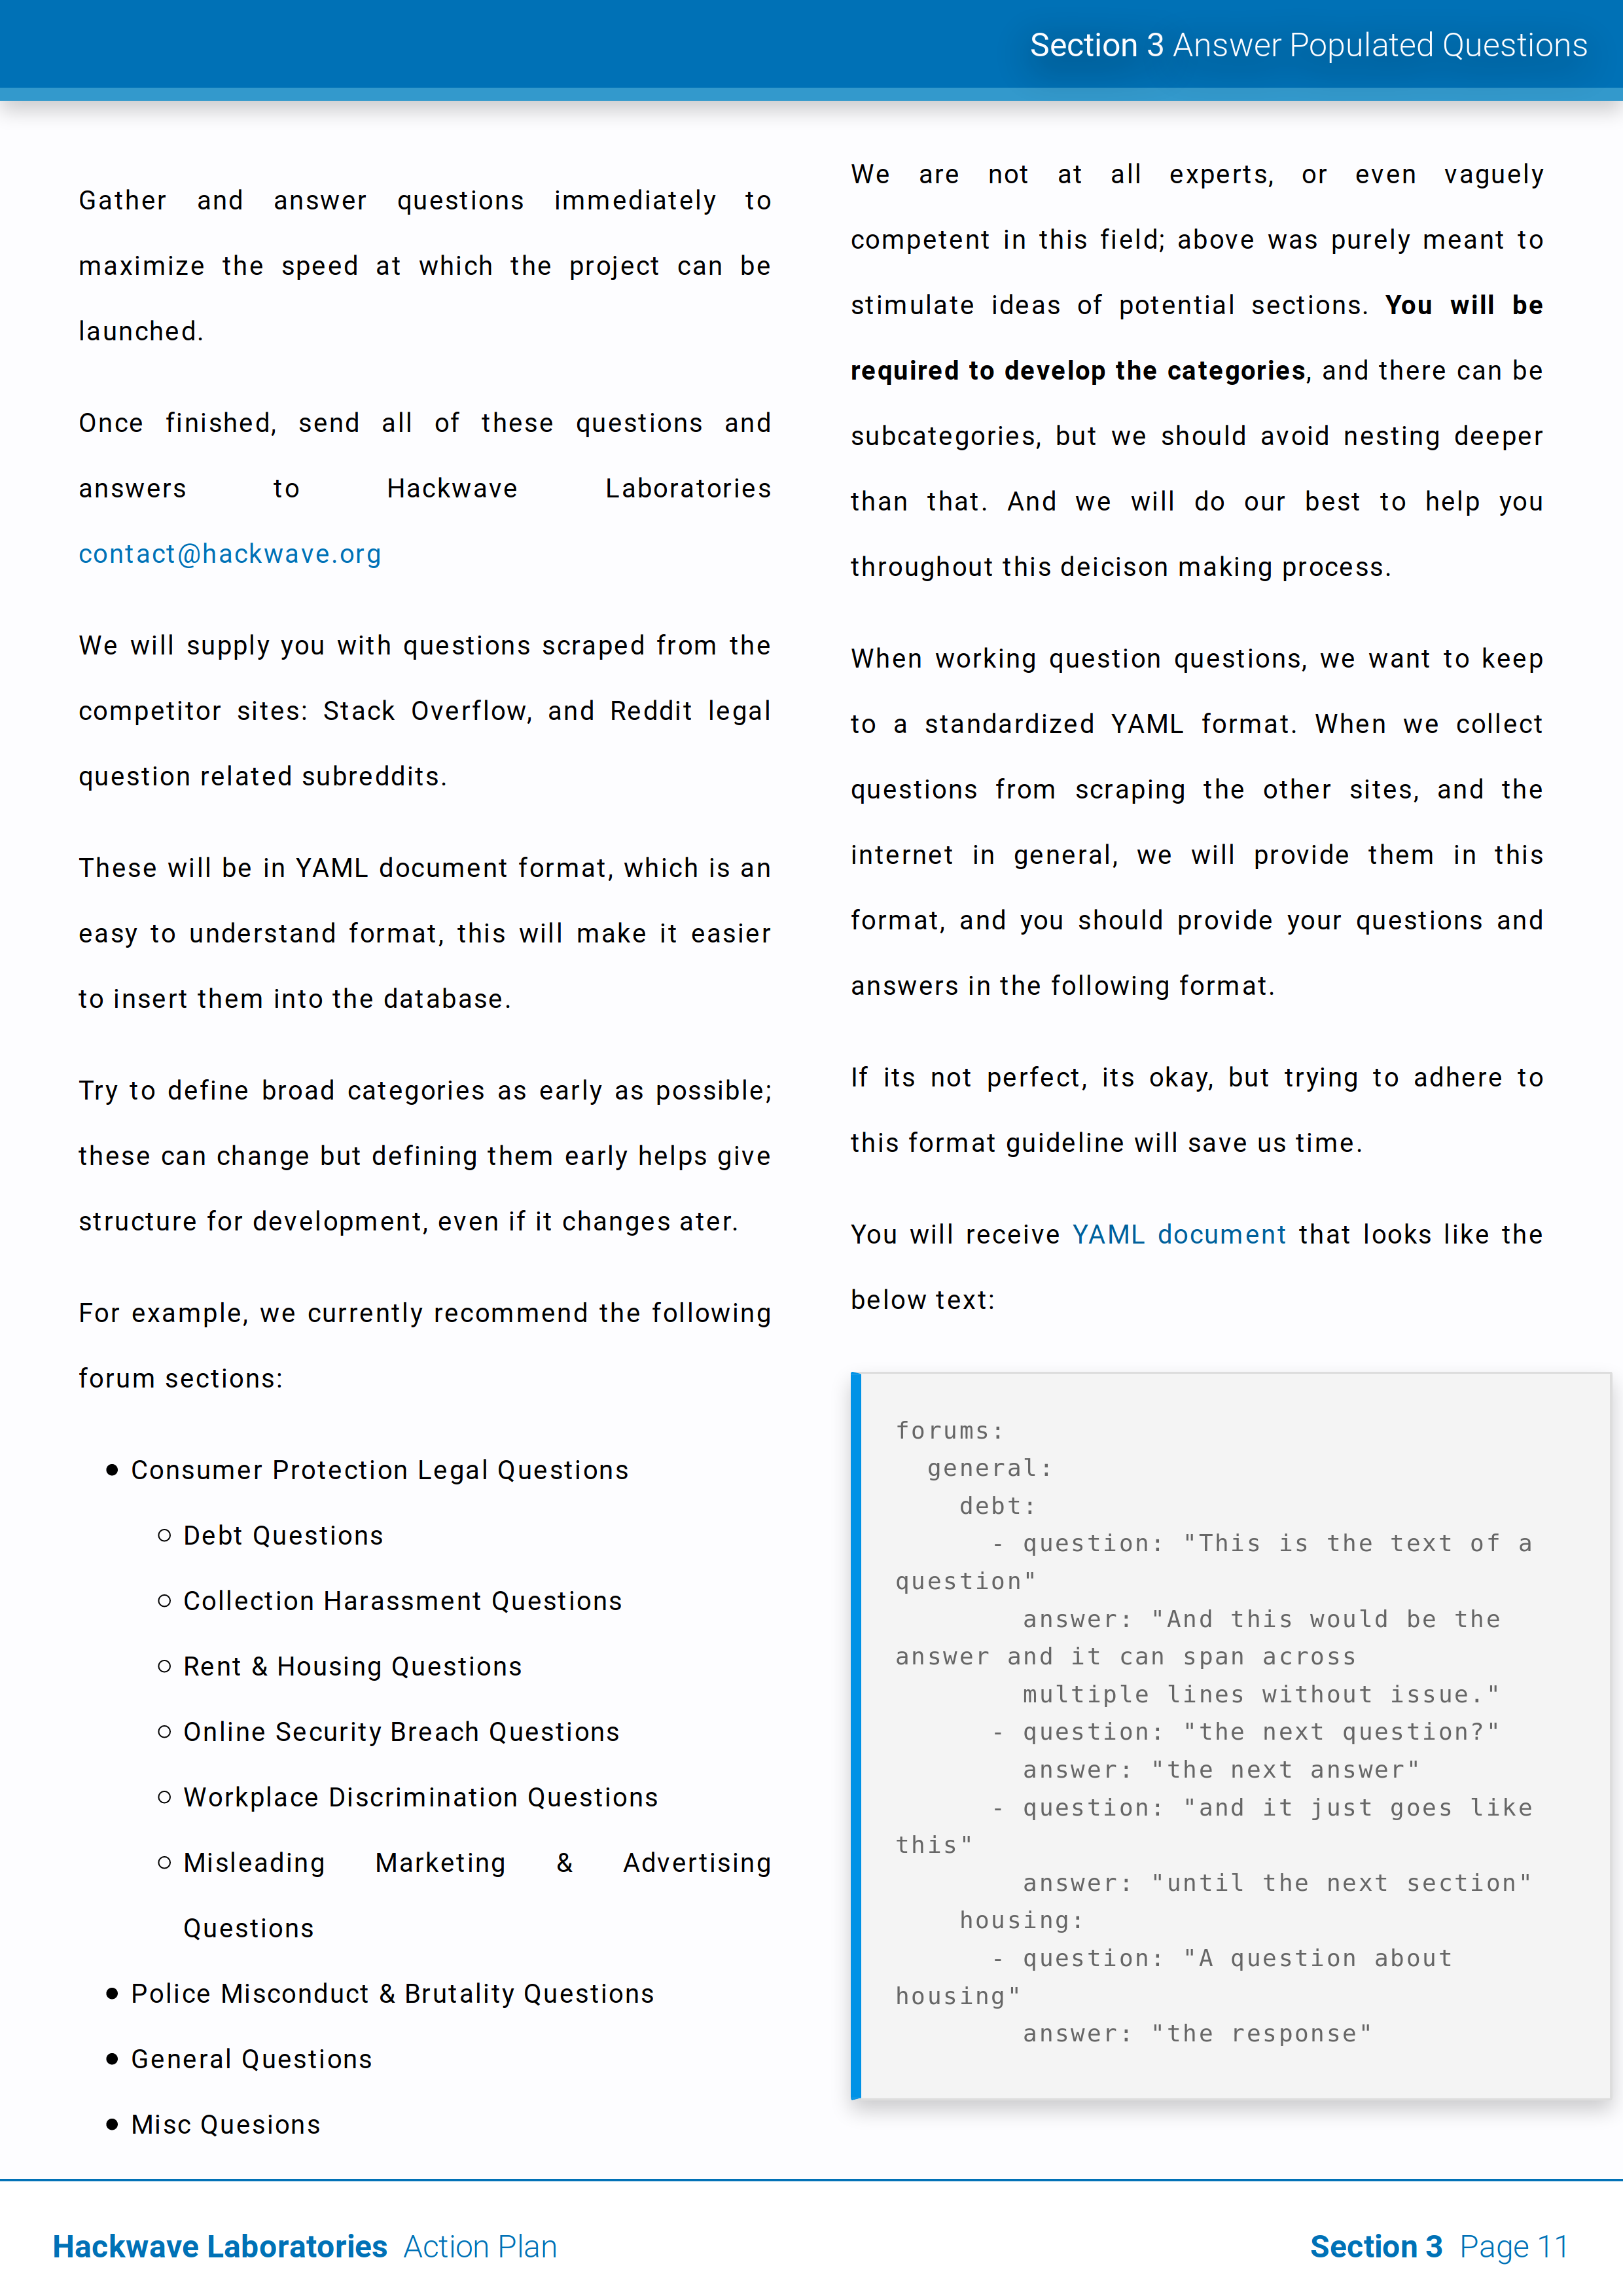 Section 3 Answer Populated Questions
Gather and answer questions immediately to
maximize the speed at which the project can be
launched.
Once finished, send all of these questions and
answers to Hackwave Laboratories
contact@hackwave.org
We will supply you with questions scraped from the
competitor sites: Stack Overflow, and Reddit legal
question related subreddits.
These will be in YAML document format, which is an
easy to understand format, this will make it easier
to insert them into the database.
Try to define broad categories as early as possible;
these can change but defining them early helps give
structure for development, even if it changes ater.
For example, we currently recommend the following
forum sections:
• Consumer Protection Legal Questions
○ Debt Questions
○ Collection Harassment Questions
○ Rent & Housing Questions
○ Online Security Breach Questions
○ Workplace Discrimination Questions
○ Misleading Marketing & Advertising
Questions
• Police Misconduct & Brutality Questions
• General Questions
• Misc Quesions
We are not at all experts, or even vaguely
competent in this field; above was purely meant to
stimulate ideas of potential sections. You will be
required to develop the categories, and there can be
subcategories, but we should avoid nesting deeper
than that. And we will do our best to help you
throughout this deicison making process.
When working question questions, we want to keep
to a standardized YAML format. When we collect
questions from scraping the other sites, and the
internet in general, we will provide them in this
format, and you should provide your questions and
answers in the following format.
If its not perfect, its okay, but trying to adhere to
this format guideline will save us time.
You will receive YAML document that looks like the
below text:
forums:
  general:
    debt:
      - question: "This is the text of a
question"
        answer: "And this would be the
answer and it can span across
        multiple lines without issue."
      - question: "the next question?"
        answer: "the next answer"
      - question: "and it just goes like
this"
        answer: "until the next section"
    housing:
      - question: "A question about
housing"
        answer: "the response"
Hackwave Laboratories Action Plan
Section 3 Page 11